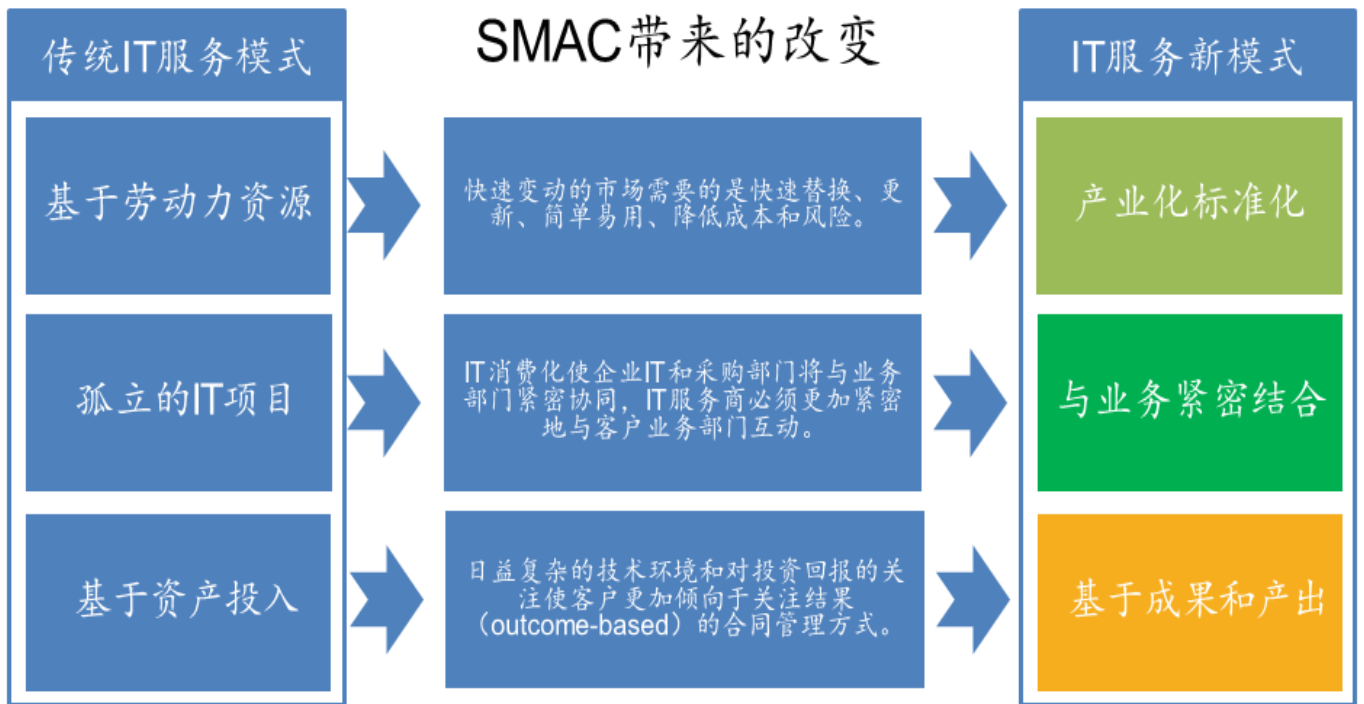 传统IT服务模式
SMAC带来的改变
IT服务新模式
基于劳动力资源
快速变动的市场需要的是快速替换、更
新、简单易用、降低成本和风险。
产业化标准化
孤立的IT项目
IT消费化使企业IT和采购部门将与业务
部门紧密协同，IT服务商必须更加紧密
地与客户业务部门互动。
与业务紧密结合
基于资产投入
日益复杂的技术环境和对投资回报的关
注使客户更加倾向于关注结果
（outcome-based）的合同管理方式。
基于成果和产出